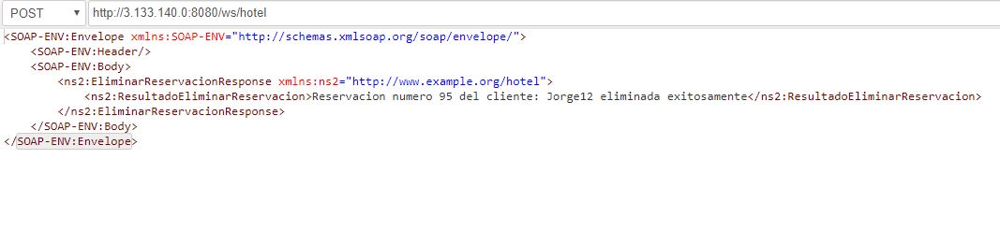 POST http://3.133.140.0:8080/ws/hotel
<SOAP-ENV:Envelope xmlns:SOAP-ENV="http://schemas.xmlsoap.org/soap/envelope/">
<SOAP-ENV:Header/>
<SOAP-ENV:Body>
<ns2:EliminarReservacionResponse xmlns:ns2="http://www.example.org/hotel">
<ns2:ResultadoEliminarReservacion>Reservacion numero 95 del cliente: Jorge12 eliminada exitosamente</ns2:ResultadoEliminarReservacion>
</ns2:EliminarReservacionResponse>
</SOAP-ENV:Body>
</SOAP-ENV:Envelope>